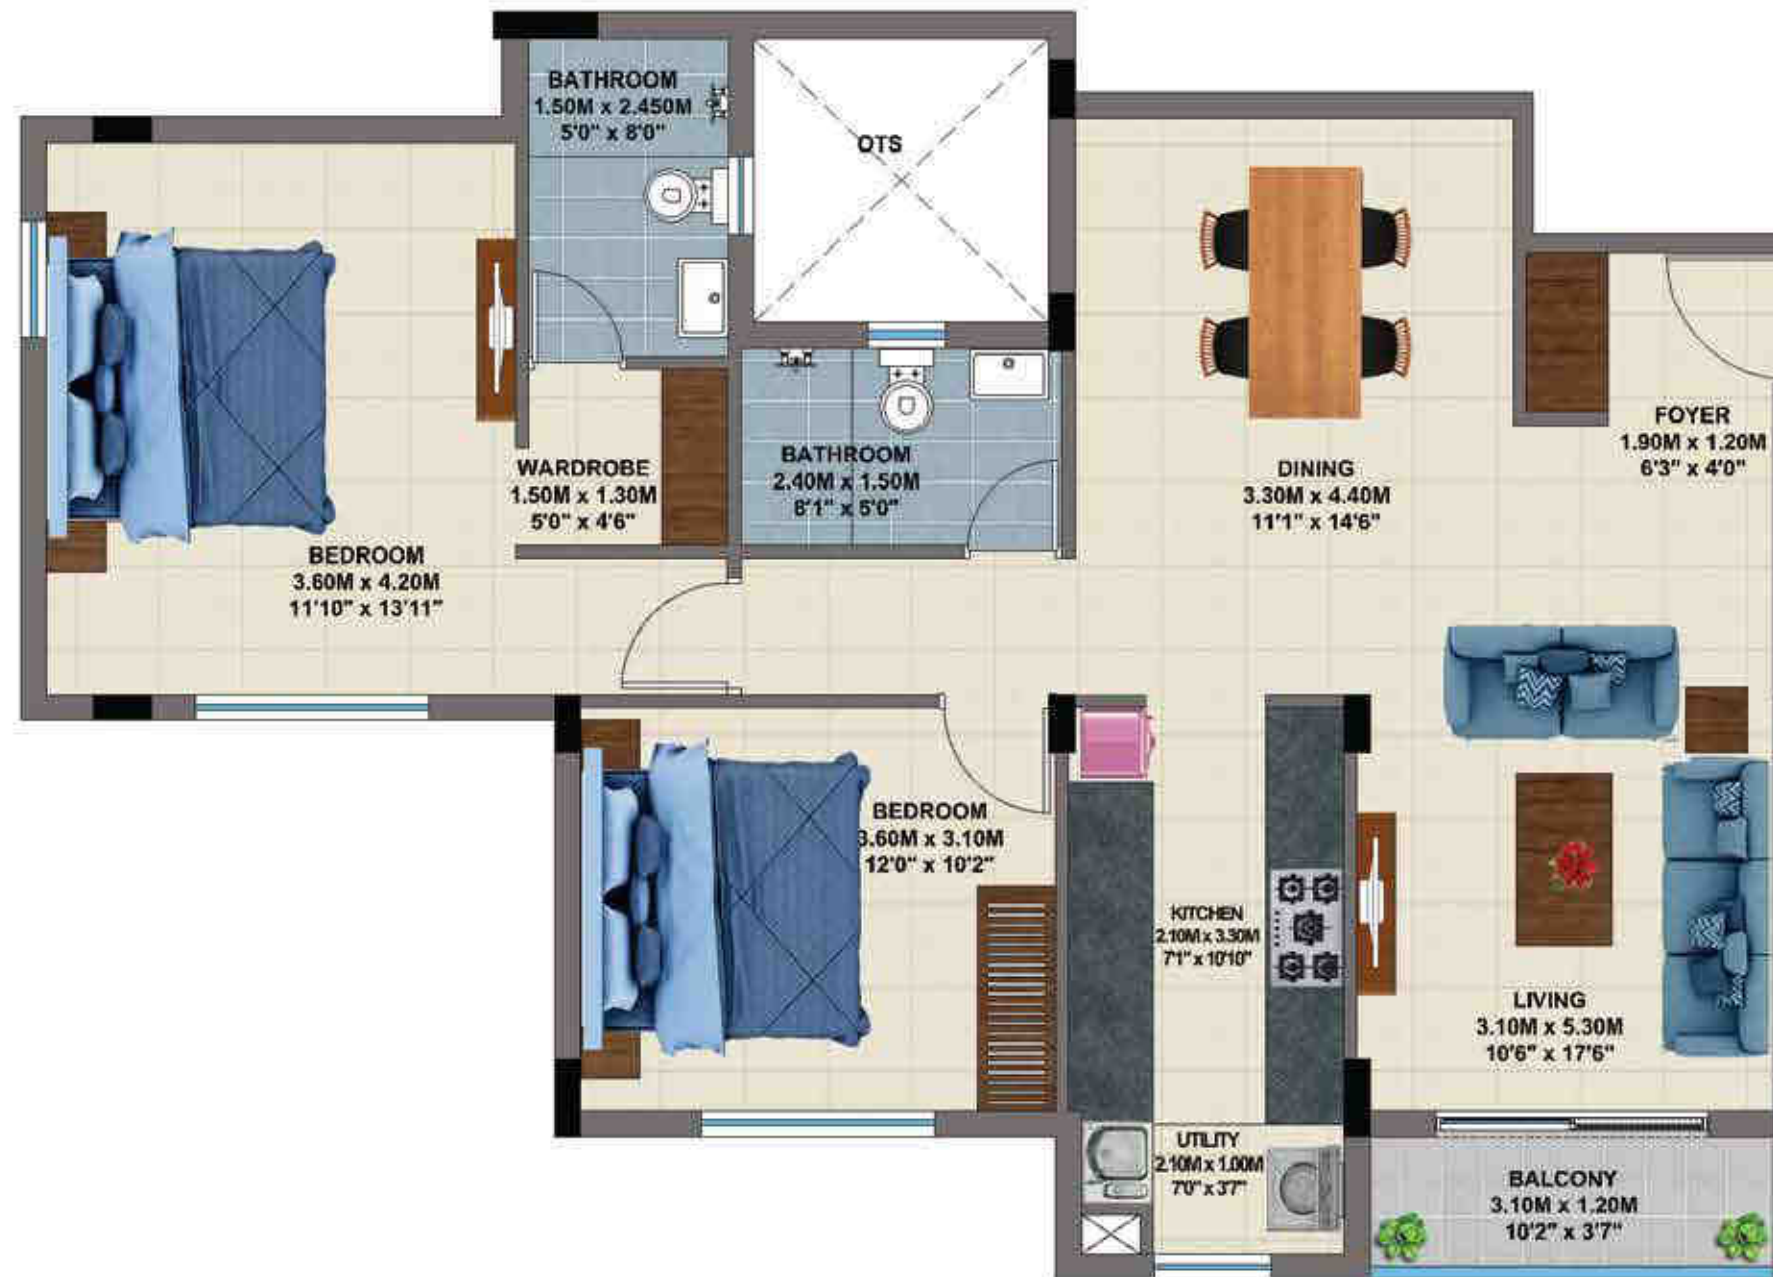 BATHROOM
1.50M x 2.450M
5'0" x 8'0"
OTS
FOYER
1.90M x 1.20M
6'3" x 4'0"
WARDROBE
1.50M x 1.30M
5'0" x 4'6"
BATHROOM
2.40M x 1.50M
8'1" x 5'0"
DINING
3.30M x 4.40M
11'1" x 14'6"
BEDROOM
3.60M x 4.20M
11'10" x 13'11"
BEDROOM
3.60M x 3.10M
12'0" x 10'2"
KITCHEN
2.10M x 3.30M
7'1" x 10'10"
LIVING
3.10M x 5.30M
10'6" x 17'6"
UTILITY
2.10M x 1.00M
7'0" x 3'7"
BALCONY
3.10M x 1.20M
10'2" x 3'7"